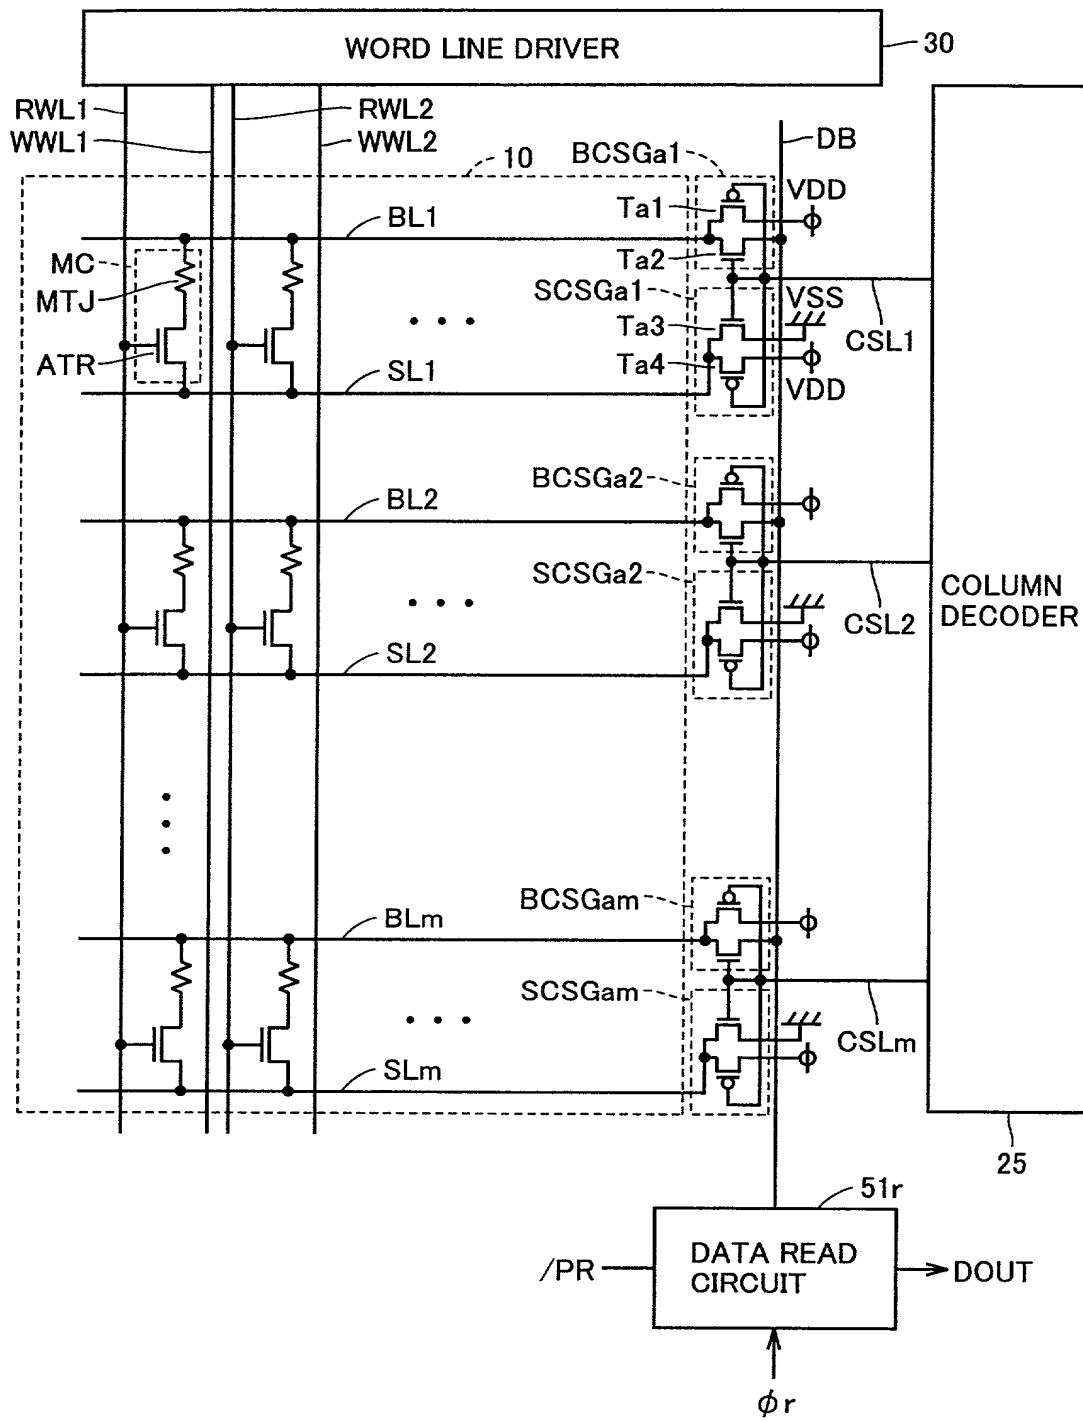 WORD LINE DRIVER
30
RWL1
RWL2
WWL1
WWL2
10
BCSGa1
DB
VDD
BL1
Ta1
MC
Ta2
MTJ
SCSGa1
VSS
Ta3
CSL1
ATR
SL1
Ta4
VDD
BL2
BCSGa2
SCSGa2
COLUMN
DECODER
CSL2
SL2
BLm
BCSGam
SCSGam
CSLm
SLm
25
51r
/PR
DATA READ
CIRCUIT
DOUT
ϕr